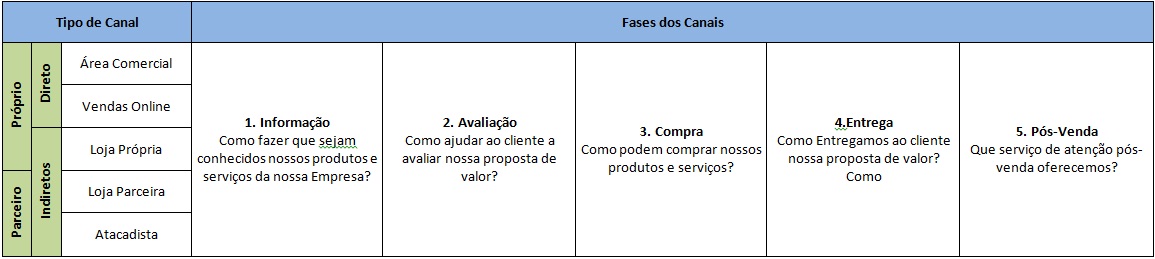 Tipo de Canal
Fases dos Canais
Próprio
Parceiro
Direto
Indiretos
Área Comercial
Vendas Online
Loja Própria
Loja Parceira
Atacadista
1. Informação
Como fazer que sejam
conhecidos nossos produtos e
serviços da nossa Empresa?
2. Avaliação
Como ajudar ao cliente a
avaliar nossa proposta de
valor?
3. Compra
Como podem comprar nossos
produtos e serviços?
4.Entrega
Como Entregamos ao cliente
nossa proposta de valor?
Como
5. Pós-Venda
Que serviço de atenção pós-
venda oferecemos?